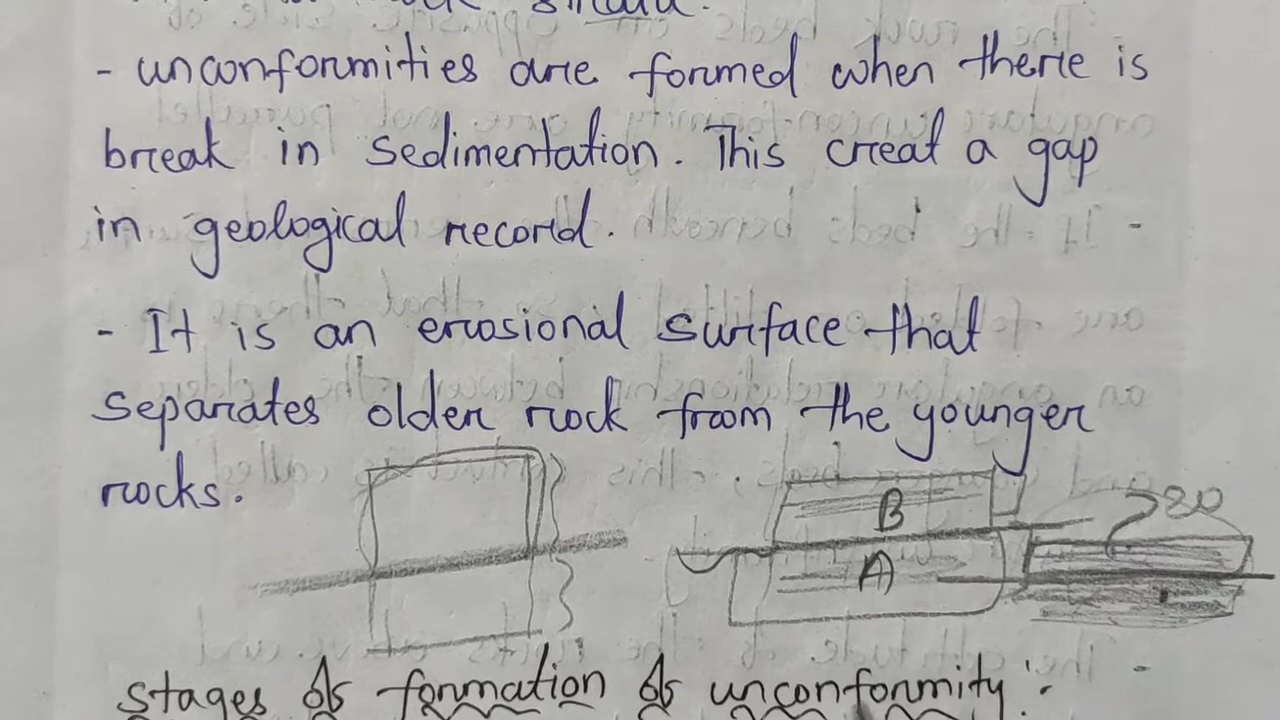 - unconformities are formed when there is
break in sedimentation. This creat a gap
in geological record.
- It is an erosional surface that
separates older rock from the younger
rocks.
B
A
stages of formation of unconformity :